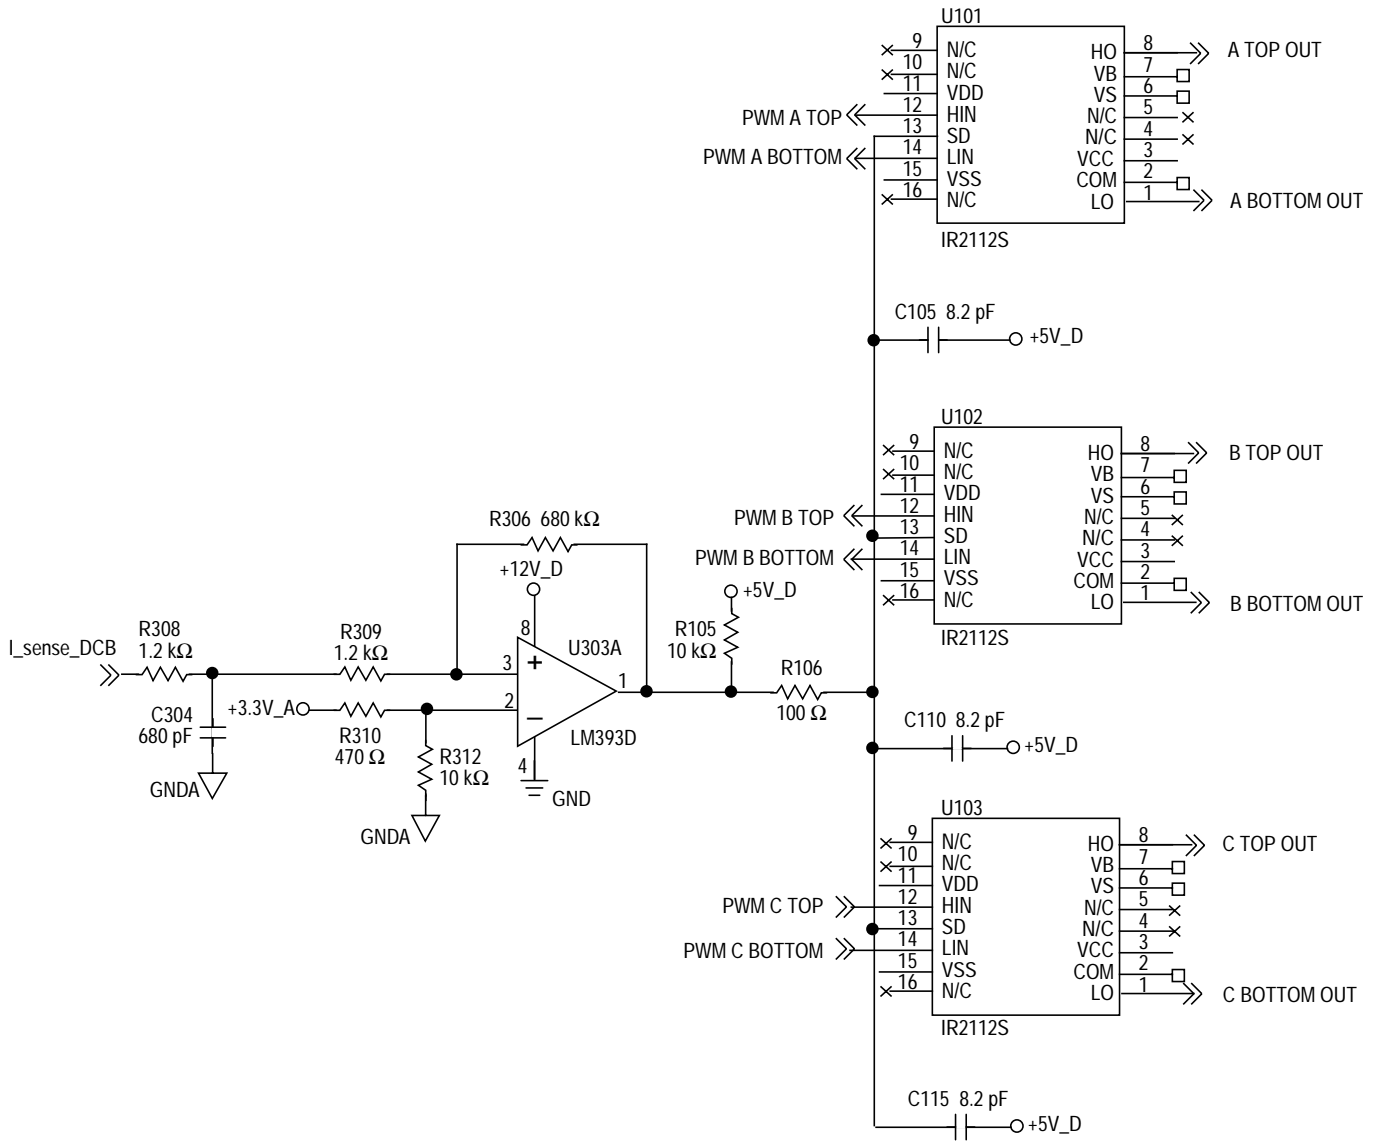 U101
9 N/C
10 N/C
11 VDD
12 HIN
13 SD
14 LIN
15 VSS
16 N/C
HO 8
VB 7
VS 6
N/C 5
N/C 4
VCC 3
COM 2
LO 1
A TOP OUT
A BOTTOM OUT
PWM A TOP
PWM A BOTTOM
IR2112S
C105 8.2 pF
+5V_D
U102
9 N/C
10 N/C
11 VDD
12 HIN
13 SD
14 LIN
15 VSS
16 N/C
HO 8
VB 7
VS 6
N/C 5
N/C 4
VCC 3
COM 2
LO 1
B TOP OUT
B BOTTOM OUT
PWM B TOP
PWM B BOTTOM
IR2112S
R306 680 kΩ
+12V_D
8
U303A
3
+
2
–
1
4
LM393D
GND
I_sense_DCB
R308
1.2 kΩ
R309
1.2 kΩ
C304
680 pF
GNDA
+3.3V_A
R310
470 Ω
R312
10 kΩ
GNDA
+5V_D
R105
10 kΩ
R106
100 Ω
C110 8.2 pF
+5V_D
U103
9 N/C
10 N/C
11 VDD
12 HIN
13 SD
14 LIN
15 VSS
16 N/C
HO 8
VB 7
VS 6
N/C 5
N/C 4
VCC 3
COM 2
LO 1
C TOP OUT
C BOTTOM OUT
PWM C TOP
PWM C BOTTOM
IR2112S
C115 8.2 pF
+5V_D